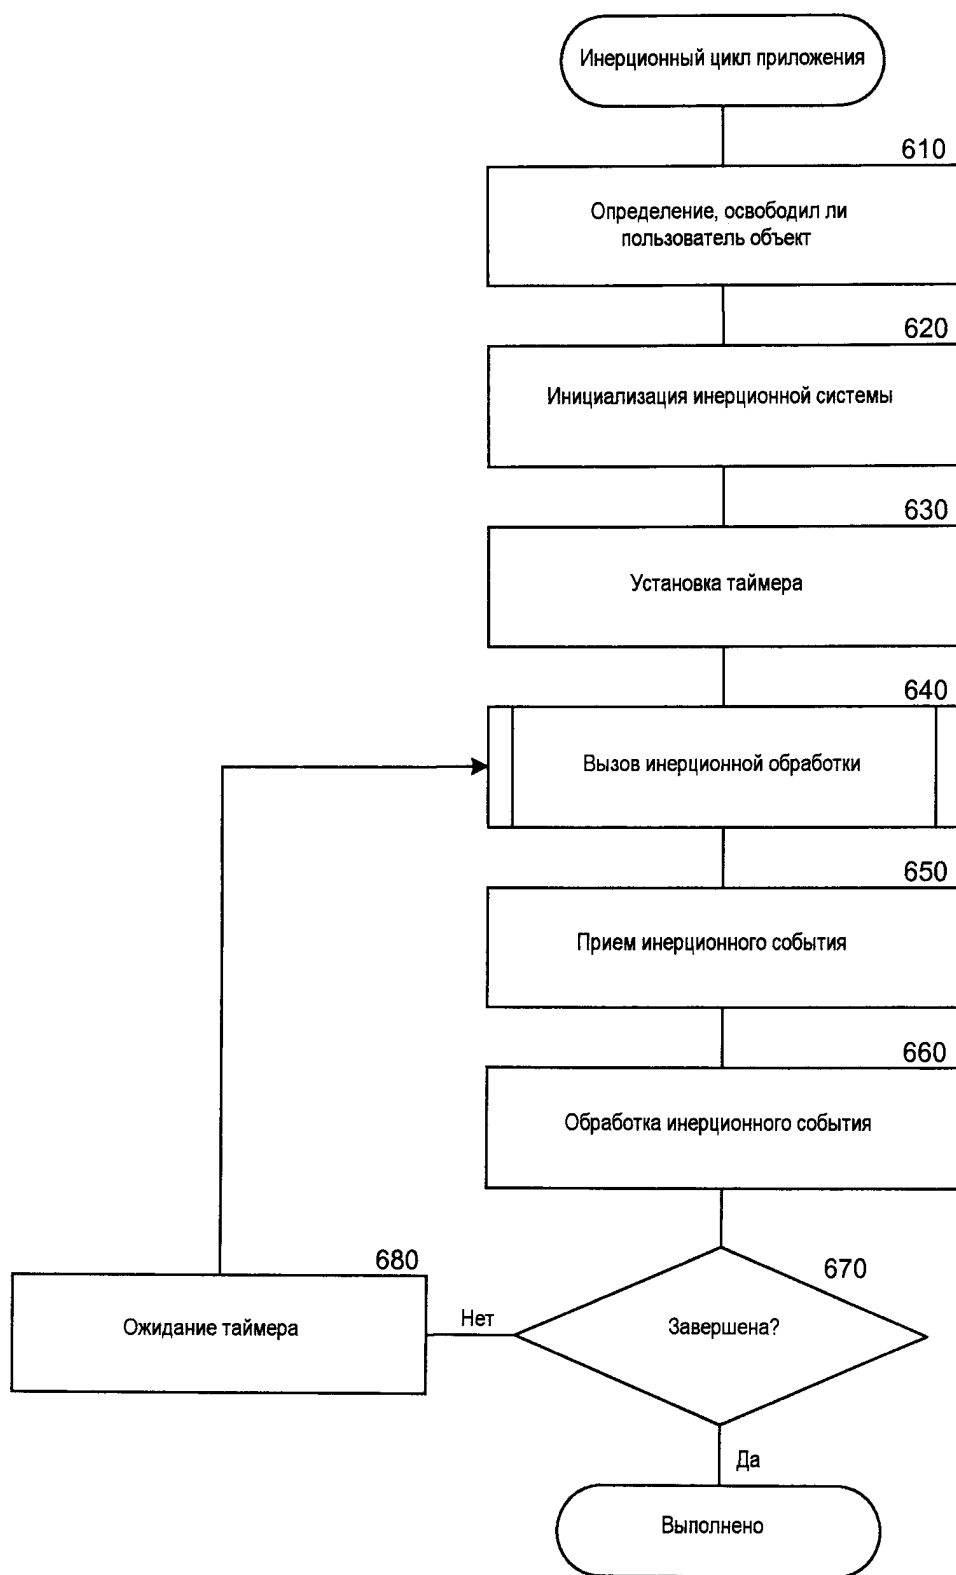 Инерционный цикл приложения
610
Определение, освободил ли
пользователь объект
620
Инициализация инерционной системы
630
Установка таймера
640
Вызов инерционной обработки
650
Прием инерционного события
660
Обработка инерционного события
670
Завершена?
Нет
680
Ожидание таймера
Да
Выполнено